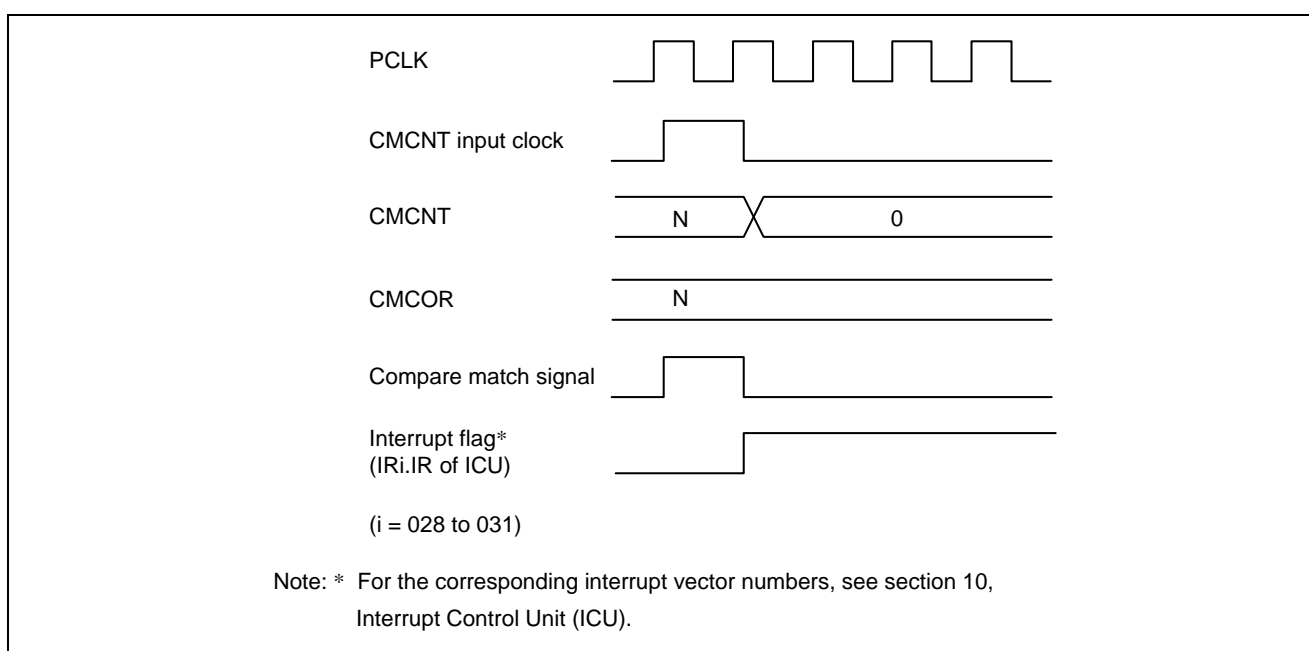 PCLK
CMCNT input clock
CMCNT
N
0
CMCOR
N
Compare match signal
Interrupt flag*
(IRi.IR of ICU)
(i = 028 to 031)
Note: * For the corresponding interrupt vector numbers, see section 10,
Interrupt Control Unit (ICU).